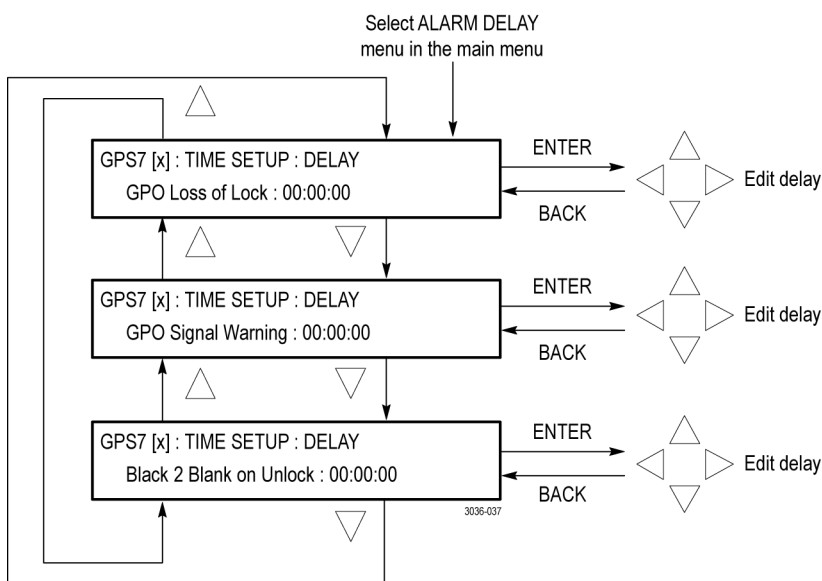 Select ALARM DELAY
menu in the main menu
GPS7 [x] : TIME SETUP : DELAY
GPO Loss of Lock : 00:00:00
ENTER
BACK
Edit delay
GPS7 [x] : TIME SETUP : DELAY
GPO Signal Warning : 00:00:00
ENTER
BACK
Edit delay
GPS7 [x] : TIME SETUP : DELAY
Black 2 Blank on Unlock : 00:00:00
ENTER
BACK
Edit delay
3036-037